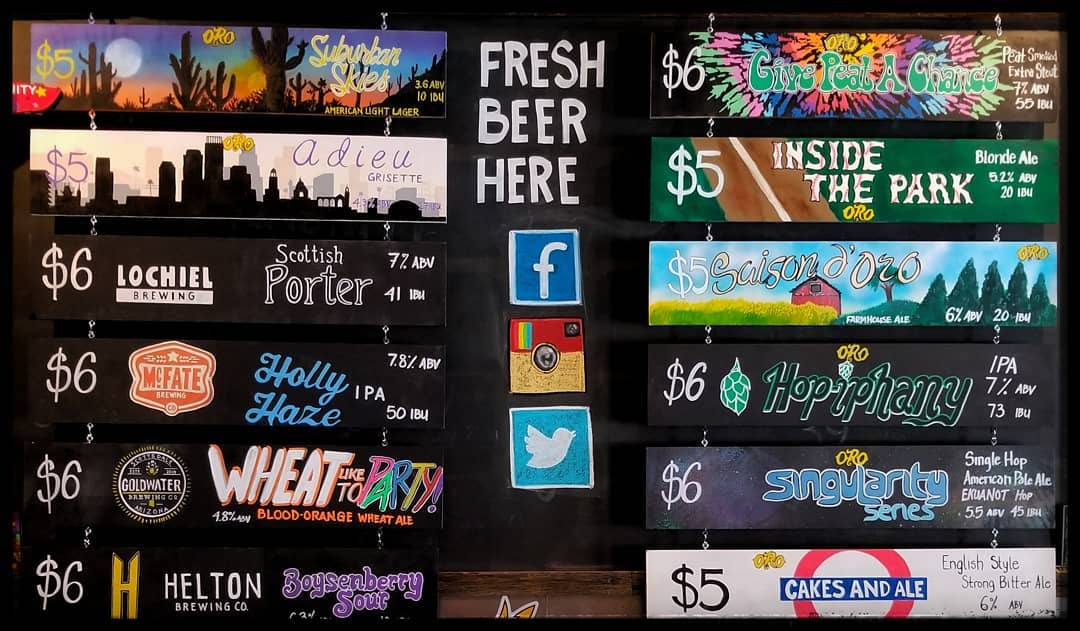 $5
ORO
Suburban
Skies
3.6 ABV
10 IBU
AMERICAN LIGHT LAGER
ITY
$5
ORO
adieu
GRISETTE
$6
LOCHIEL
BREWING
Scottish
Porter
7% ABV
41 IBU
$6
McFATE
BREWING
CO
Holly
Haze
IPA
7.8% ABV
50 IBU
$6
SCOTTSDALE
GOLDWATER
BREWING CO
ARIZONA
WHEAT LIKE TO PARTY!
4.8% ABV
BLOOD-ORANGE WHEAT ALE
$6
H
HELTON
BREWING CO.
Boysenberry
Sour
FRESH
BEER
HERE
f
$6
ORO
Give Peat A Chance
Peat Smoked
Extra Stout
7% ABV
55 IBU
$5
INSIDE
THE PARK
ORO
Blonde Ale
5.2% ABV
20 IBU
$5
Saison d'Oro
ORO
FARMHOUSE ALE
6% ABV 20 IBU
$6
ORO
Hop-iphany
IPA
7% ABV
73 IBU
$6
ORO
Singularity
Series
Single Hop
American Pale Ale
EKUANOT HOP
5.5 ABV 45 IBU
$5
ORO
CAKES AND ALE
English Style
Strong Bitter Ale
6% ABV